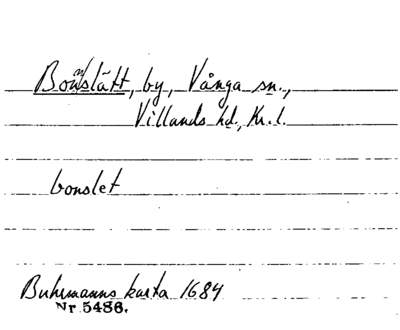 Bonslätt, by, Vånga sn.,
Villands hd., Kr. l.
bonslet
Buhrmanns karta 1684
Nr 5486.